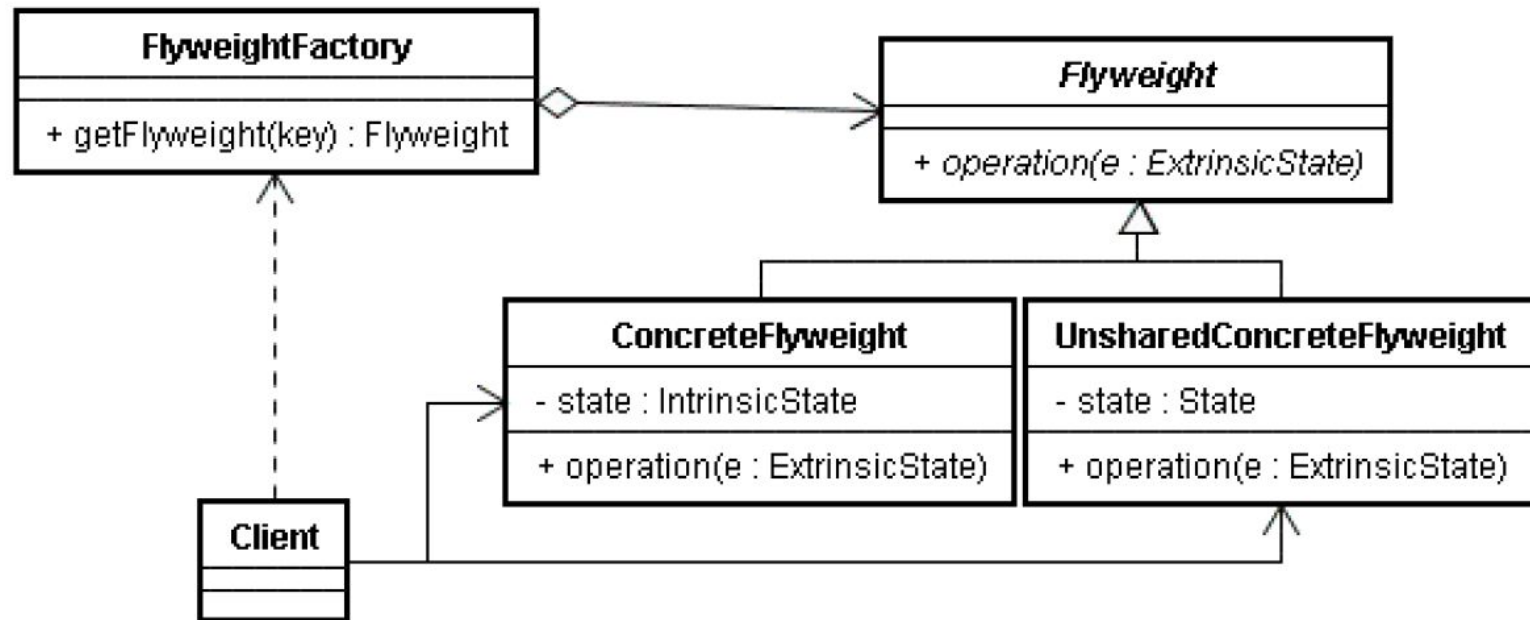 FlyweightFactory
+ getFlyweight(key) : Flyweight
Flyweight
+ operation(e : ExtrinsicState)
ConcreteFlyweight
- state : IntrinsicState
+ operation(e : ExtrinsicState)
UnsharedConcreteFlyweight
- state : State
+ operation(e : ExtrinsicState)
Client